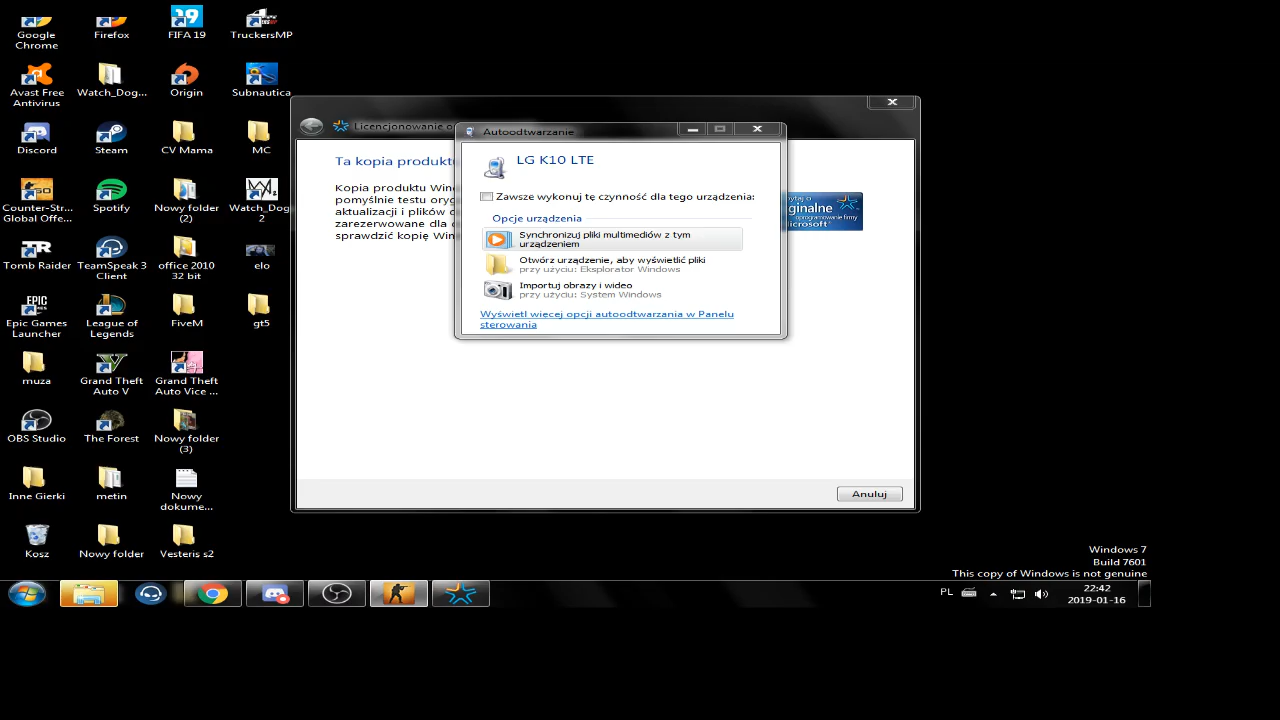 Google
Chrome
Firefox
FIFA 19
TruckersMP
Avast Free
Antivirus
Watch_Dog...
Origin
Subnautica
Discord
Steam
CV Mama
MC
Counter-Str...
Global Offe...
Spotify
Nowy folder
(2)
Watch_Dog
2
Tomb Raider
TeamSpeak 3
Client
office 2010
32 bit
elo
Epic Games
Launcher
League of
Legends
FiveM
gt5
muza
Grand Theft
Auto V
Grand Theft
Auto Vice ...
OBS Studio
The Forest
Nowy folder
(3)
Inne Gierki
metin
Nowy
dokume...
Kosz
Nowy folder
Vesteris s2
Licencjonowanie
Ta kopia produktu
Kopia produktu Win
pomyślnie testu oryg
aktualizacji i plików
zarezerwowane dla
sprawdzić kopię Win
Autoodtwarzanie
LG K10 LTE
Zawsze wykonuj tę czynność dla tego urządzenia:
Opcje urządzenia
Synchronizuj pliki multimediów z tym
urządzeniem
Otwórz urządzenie, aby wyświetlić pliki
przy użyciu: Eksplorator Windows
Importuj obrazy i wideo
przy użyciu: System Windows
Wyświetl więcej opcji autoodtwarzania w Panelu
sterowania
ytaj o
ginalne
oprogramowanie firmy
icrosoft
Anuluj
Windows 7
Build 7601
This copy of Windows is not genuine
PL
22:42
2019-01-16